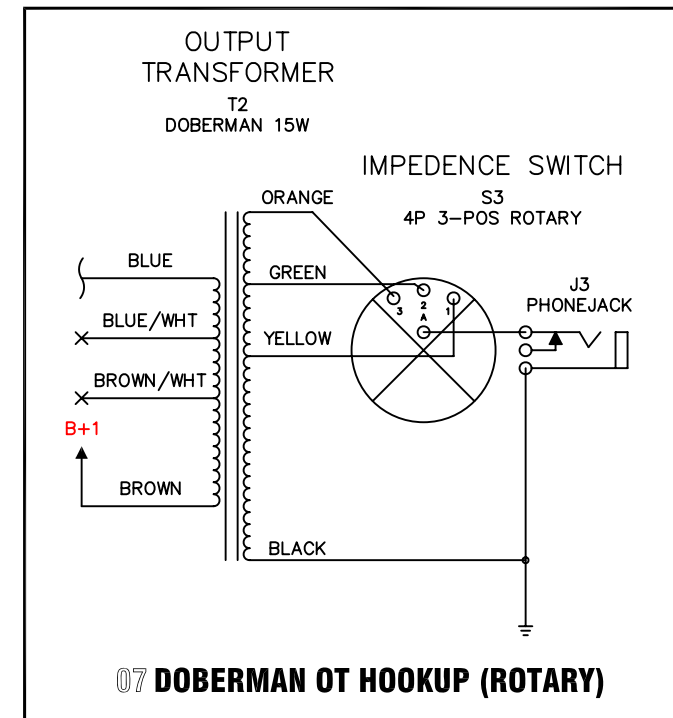 OUTPUT
TRANSFORMER
T2
DOBERMAN 15W
IMPEDENCE SWITCH
S3
4P 3-POS ROTARY
ORANGE
BLUE
GREEN
J3
PHONEJACK
3
2
1
A
BLUE/WHT
YELLOW
BROWN/WHT
B+1
BROWN
BLACK
07 DOBERMAN OT HOOKUP (ROTARY)